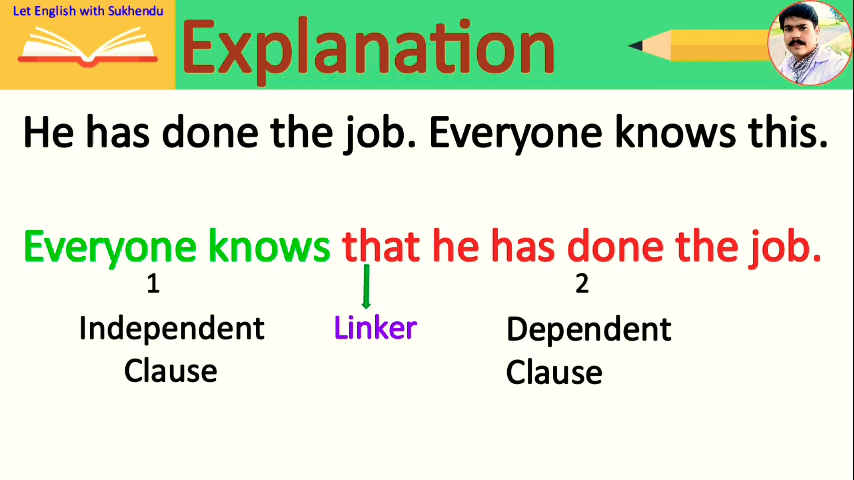 Let English with Sukhendu
Explanation
He has done the job. Everyone knows this.
Everyone knows that he has done the job.
1
2
Independent
Clause
Linker
Dependent
Clause